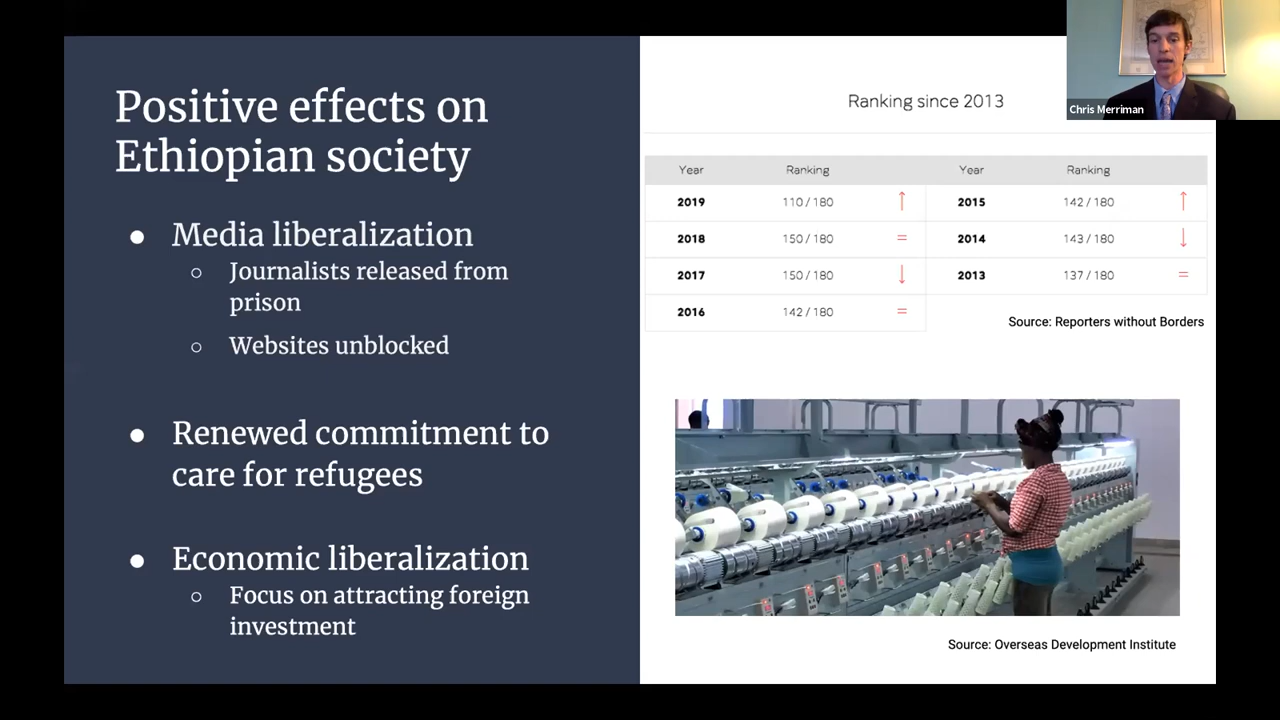 Positive effects on
Ethiopian society
● Media liberalization
○ Journalists released from
prison
○ Websites unblocked
● Renewed commitment to
care for refugees
● Economic liberalization
○ Focus on attracting foreign
investment
Chris Merriman
Ranking since 2013
Year Ranking Year Ranking
2019 110 / 180 ↑ 2015 142 / 180 ↑
2018 150 / 180 = 2014 143 / 180 ↓
2017 150 / 180 ↓ 2013 137 / 180 =
2016 142 / 180 =
Source: Reporters without Borders
Source: Overseas Development Institute